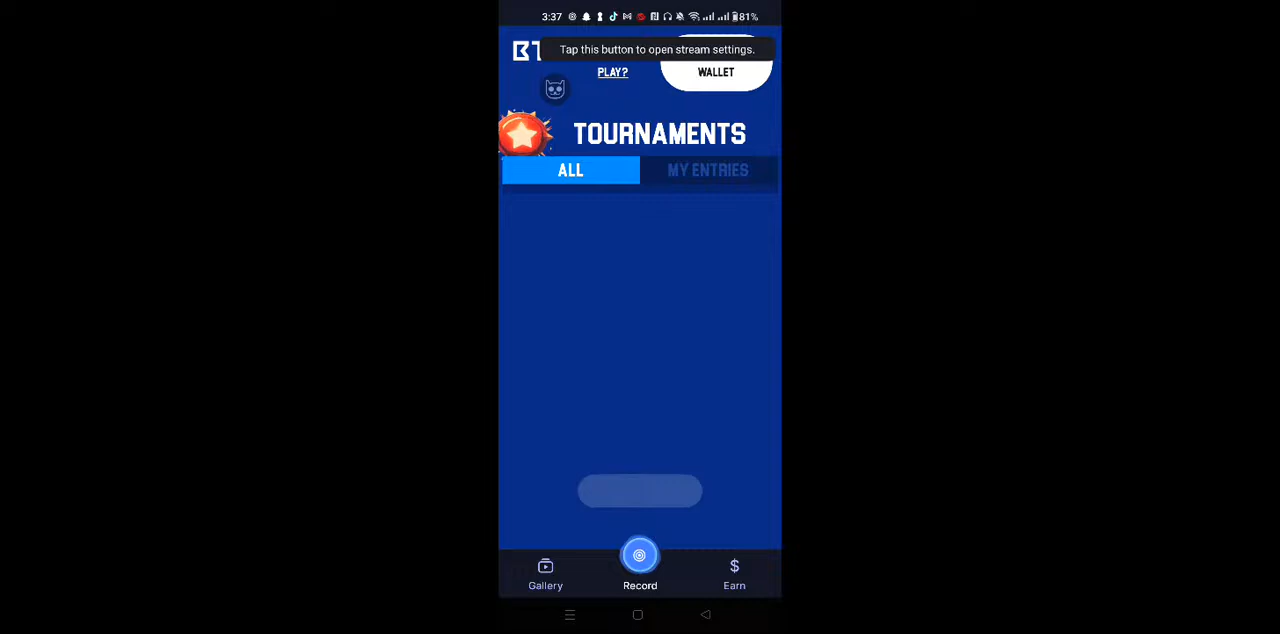 3:37 81%
Tap this button to open stream settings.
PLAY?
WALLET
TOURNAMENTS
ALL
MY ENTRIES
Gallery
Record
Earn